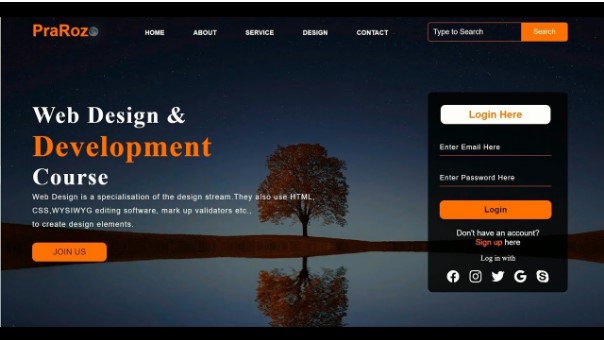 PraRoz
HOME ABOUT SERVICE DESIGN CONTACT
Type to Search Search
Web Design &
Development
Course
Web Design is a specialisation of the design stream.They also use HTML,
CSS,WYSIWYG editing software, mark up validators etc.,
to create design elements.
JOIN US
Login Here
Enter Email Here
Enter Password Here
Login
Don't have an account?
Sign up here
Log in with